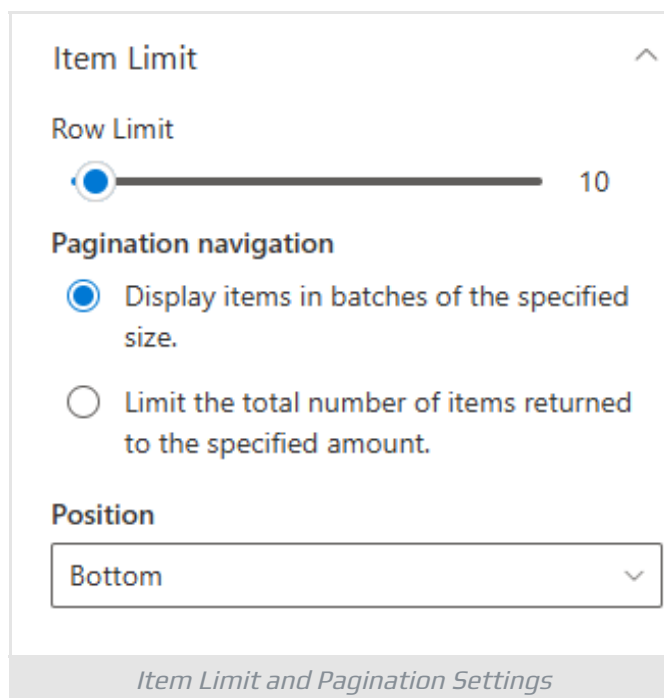 Item Limit
Row Limit
10
Pagination navigation
Display items in batches of the specified
size.
Limit the total number of items returned
to the specified amount.
Position
Bottom
Item Limit and Pagination Settings